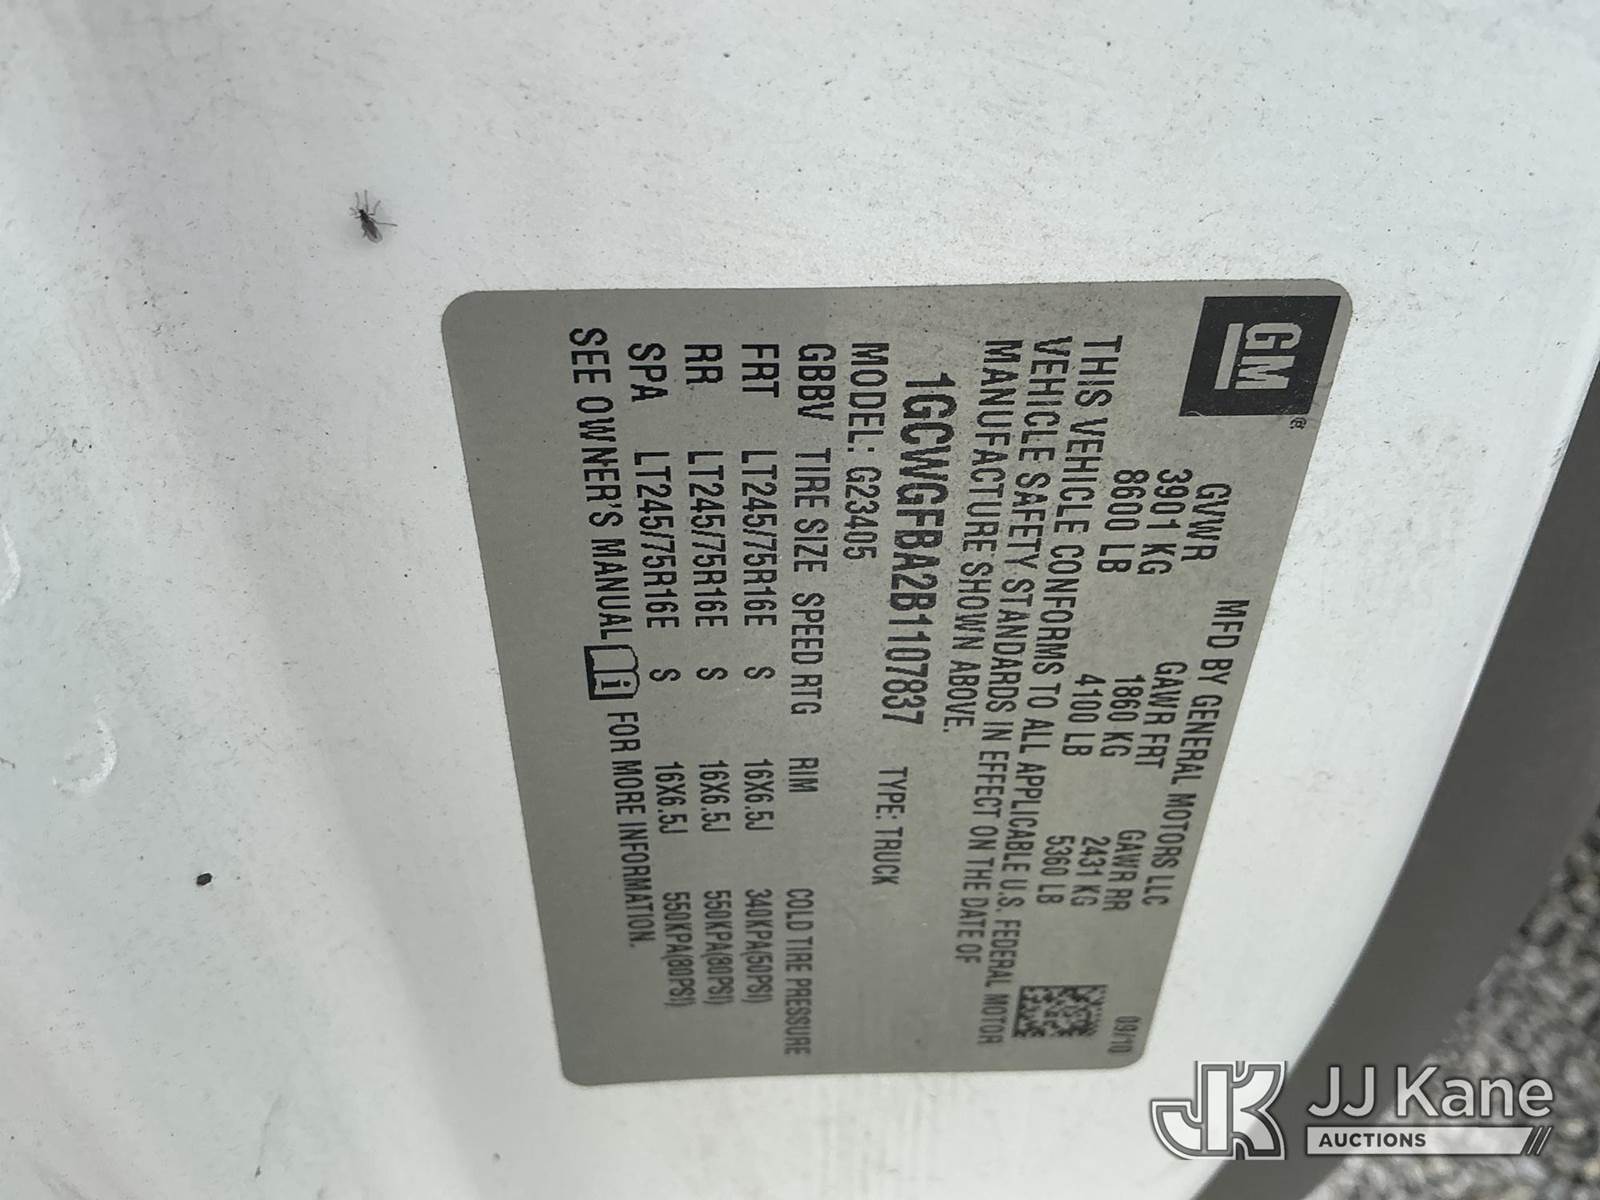 GM®
MFD BY GENERAL MOTORS LLC 09/10
GVWR GAWR FRT GAWR RR
3901 KG 1860 KG 2431 KG
8600 LB 4100 LB 5360 LB
THIS VEHICLE CONFORMS TO ALL APPLICABLE U.S. FEDERAL MOTOR
VEHICLE SAFETY STANDARDS IN EFFECT ON THE DATE OF
MANUFACTURE SHOWN ABOVE.
1GCWGFBA2B1107837 TYPE: TRUCK
MODEL: G23405
GBBV TIRE SIZE SPEED RTG RIM COLD TIRE PRESSURE
FRT LT245/75R16E S 16X6.5J 340KPA(50PSI)
RR LT245/75R16E S 16X6.5J 550KPA(80PSI)
SPA LT245/75R16E S 16X6.5J 550KPA(80PSI)
SEE OWNER'S MANUAL i FOR MORE INFORMATION.
JK JJ Kane
AUCTIONS